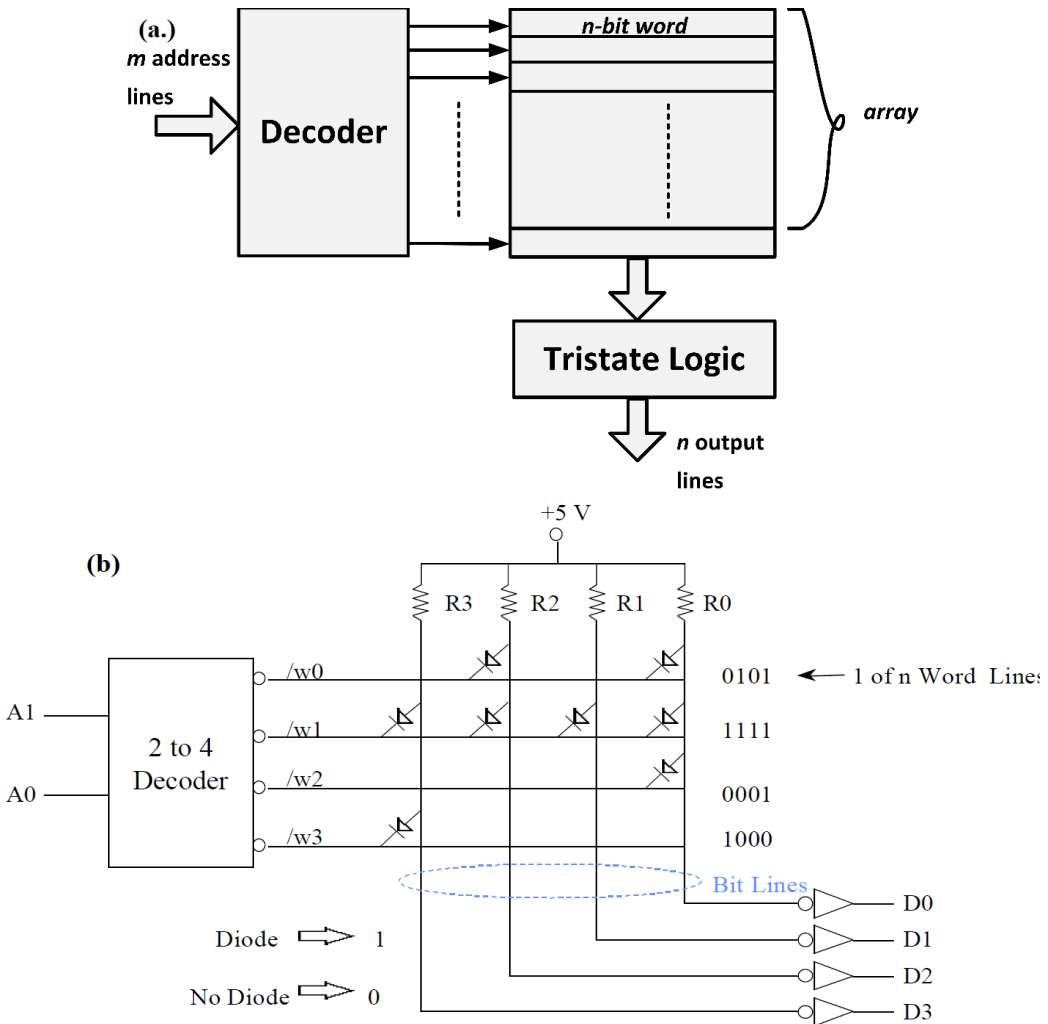 (a.)
m address
lines
Decoder
n-bit word
array
Tristate Logic
n output
lines
(b)
+5 V
R3 R2 R1 R0
/w0
0101
1 of n Word Lines
A1
/w1
1111
2 to 4
Decoder
/w2
A0
0001
/w3
1000
Bit Lines
D0
Diode 1
D1
D2
No Diode 0
D3